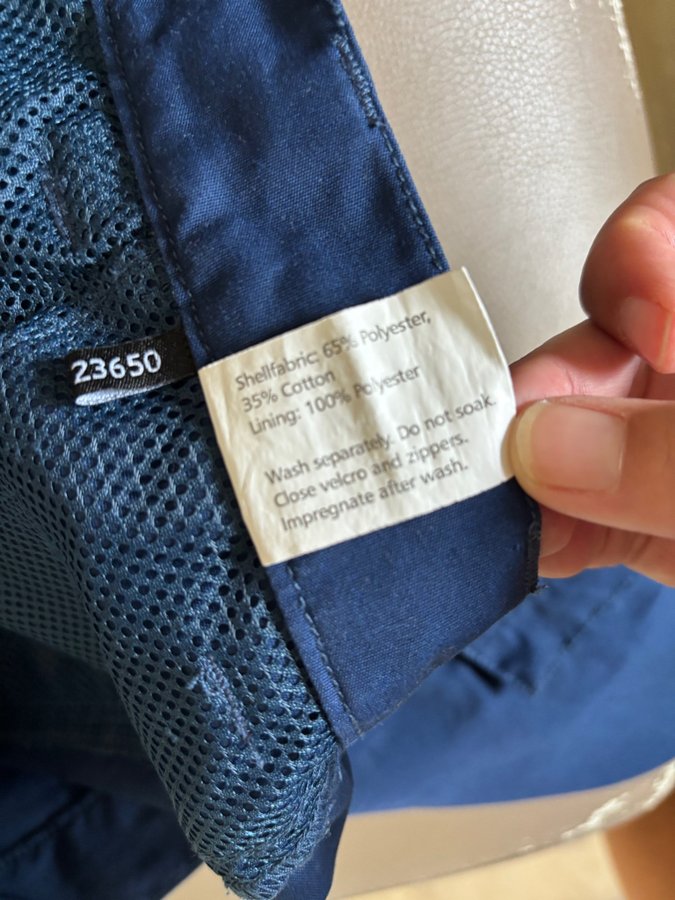 23650
Shellfabric: 65% Polyester,
35% Cotton
Lining: 100% Polyester
Wash separately. Do not soak.
Close velcro and zippers.
Impregnate after wash.